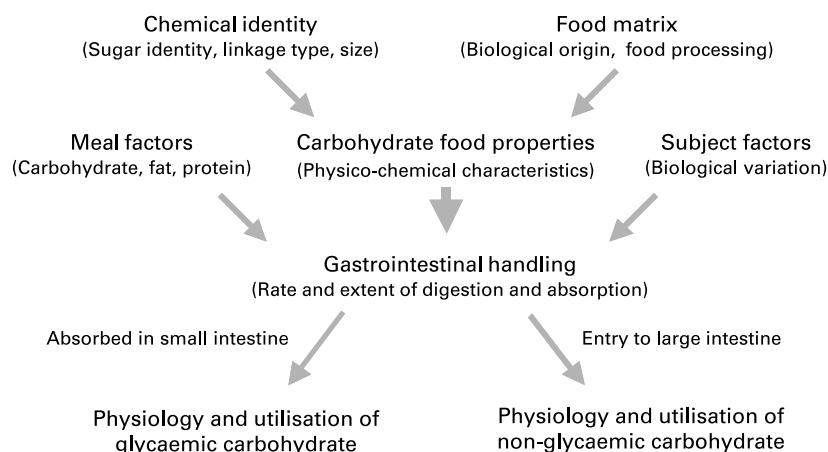 Chemical identity
(Sugar identity, linkage type, size)
Food matrix
(Biological origin, food processing)
Meal factors
(Carbohydrate, fat, protein)
Carbohydrate food properties
(Physico-chemical characteristics)
Subject factors
(Biological variation)
Gastrointestinal handling
(Rate and extent of digestion and absorption)
Absorbed in small intestine
Entry to large intestine
Physiology and utilisation of
glycaemic carbohydrate
Physiology and utilisation of
non-glycaemic carbohydrate